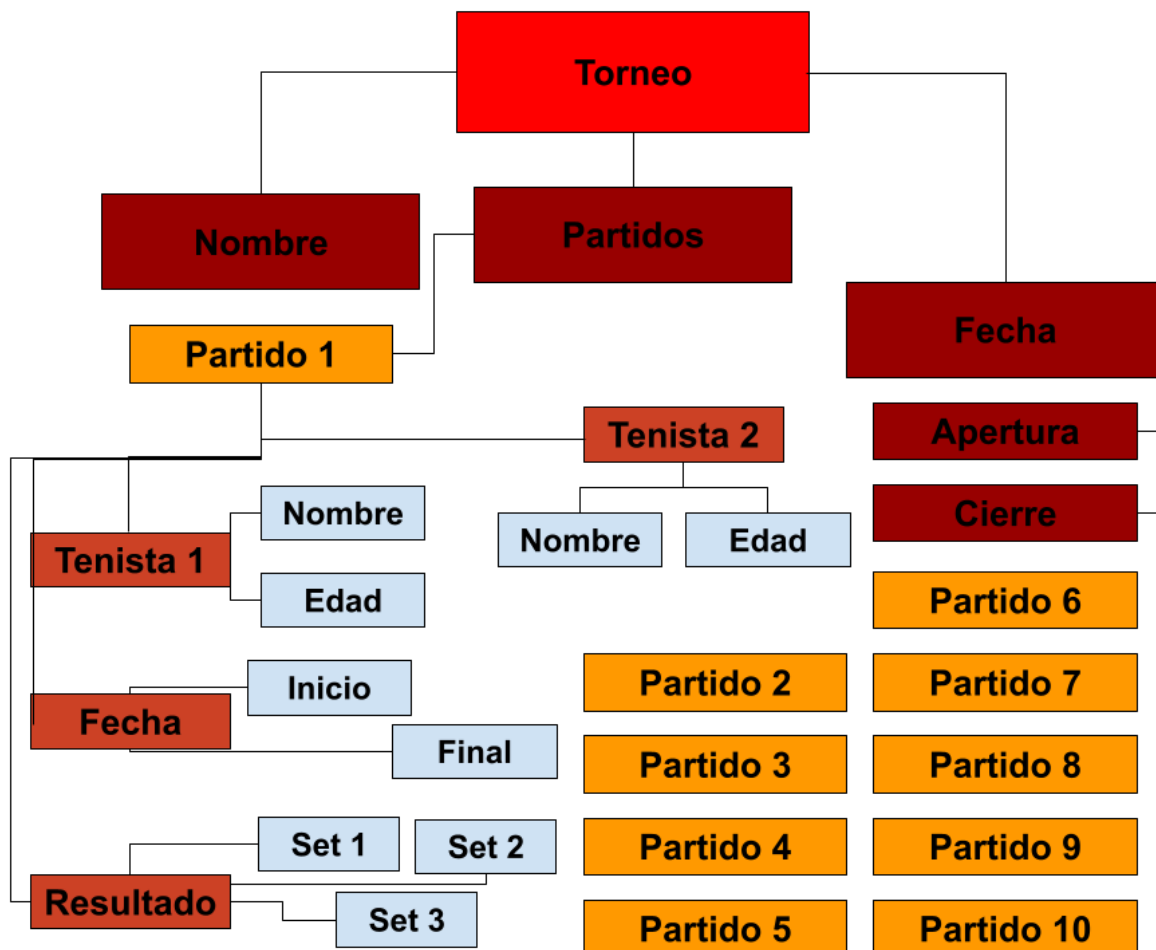 Torneo
Nombre
Partidos
Fecha
Partido 1
Apertura
Tenista 2
Cierre
Nombre
Tenista 1
Nombre
Edad
Edad
Partido 6
Inicio
Partido 2
Partido 7
Fecha
Final
Partido 3
Partido 8
Set 1
Set 2
Partido 4
Partido 9
Resultado
Set 3
Partido 5
Partido 10